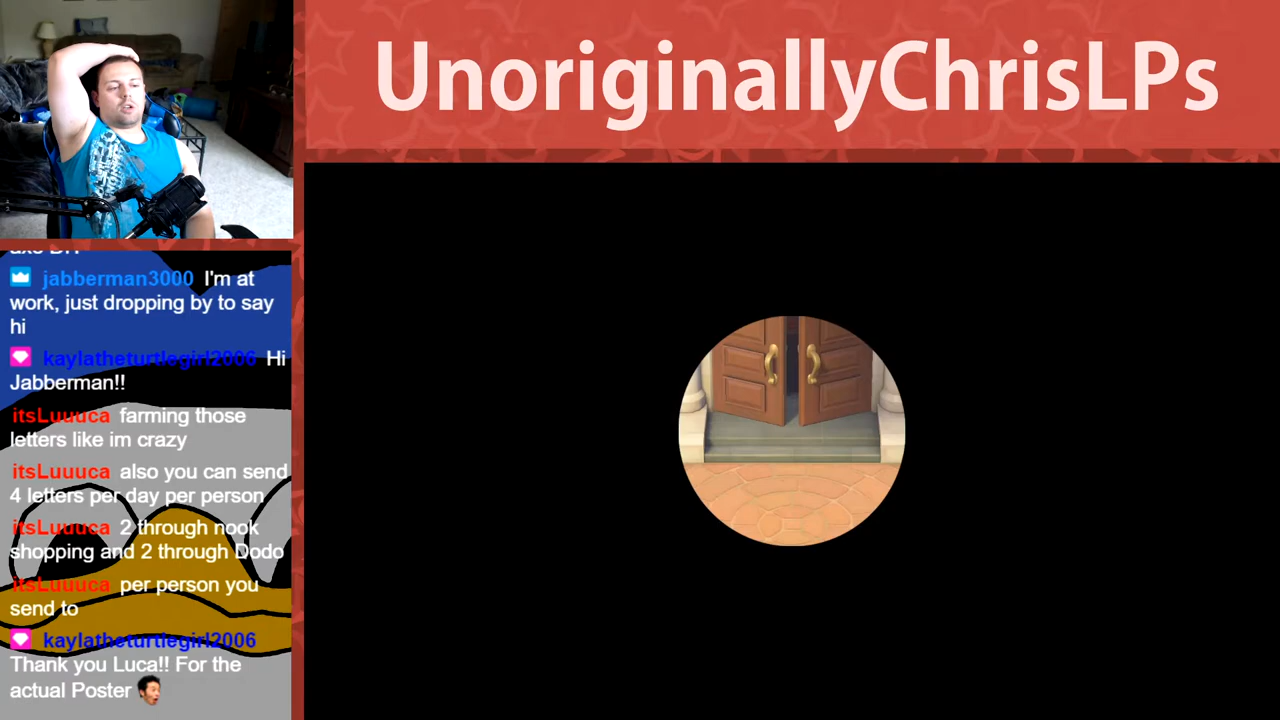 UnoriginallyChrisLPs
jabberman3000 I'm at
work, just dropping by to say
hi
kaylatheturtlegirl2006 Hi
Jabberman!!
itsLuuuca farming those
letters like im crazy
itsLuuuca also you can send
4 letters per day per person
itsLuuuca 2 through nook
shopping and 2 through Dodo
itsLuuuca per person you
send to
kaylatheturtlegirl2006
Thank you Luca!! For the
actual Poster